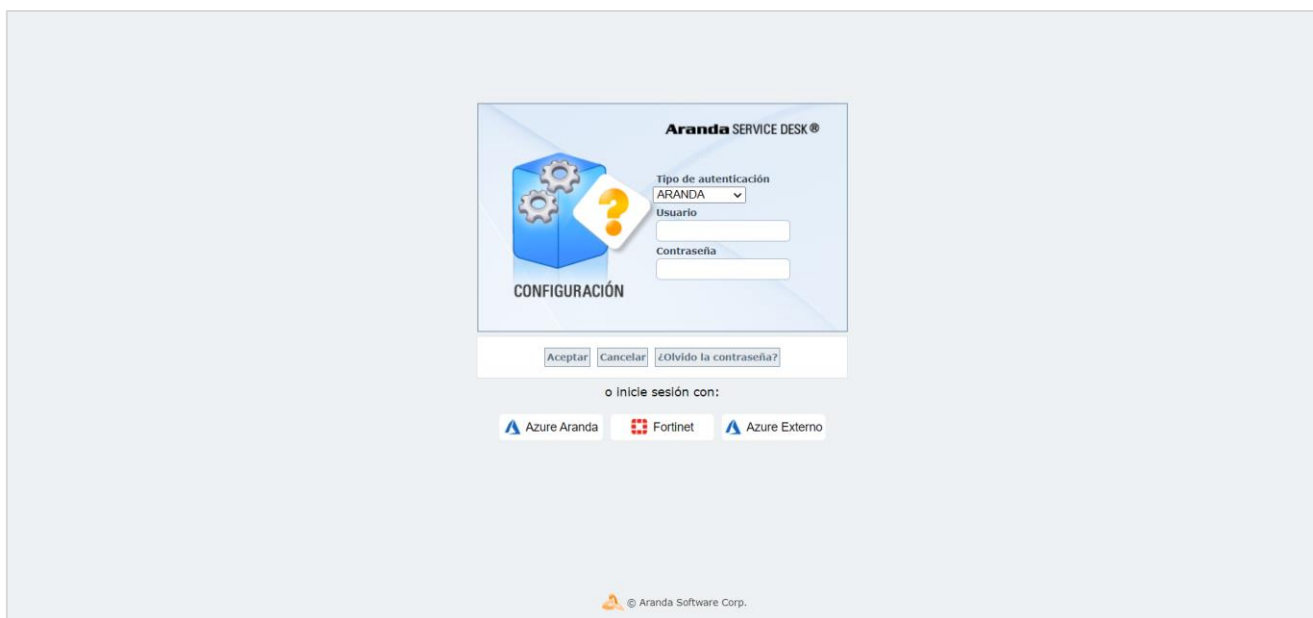 Aranda SERVICE DESK ®
Tipo de autenticación
ARANDA
Usuario
Contraseña
CONFIGURACIÓN
Aceptar Cancelar ¿Olvido la contraseña?
o inicie sesión con:
Azure Aranda Fortinet Azure Externo
© Aranda Software Corp.